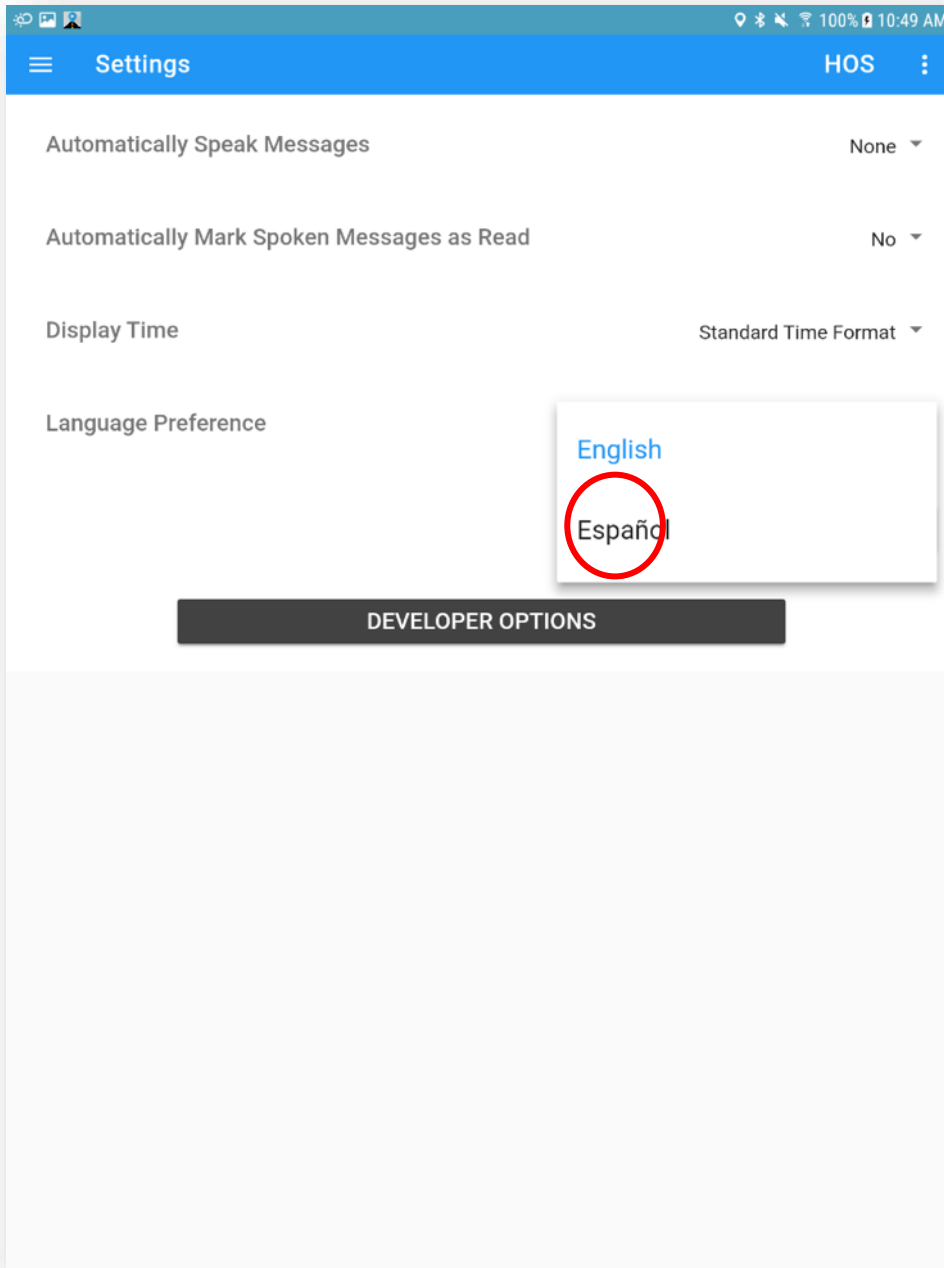 100% 10:49 AM
Settings HOS
Automatically Speak Messages None
Automatically Mark Spoken Messages as Read No
Display Time Standard Time Format
Language Preference
English
Español
DEVELOPER OPTIONS